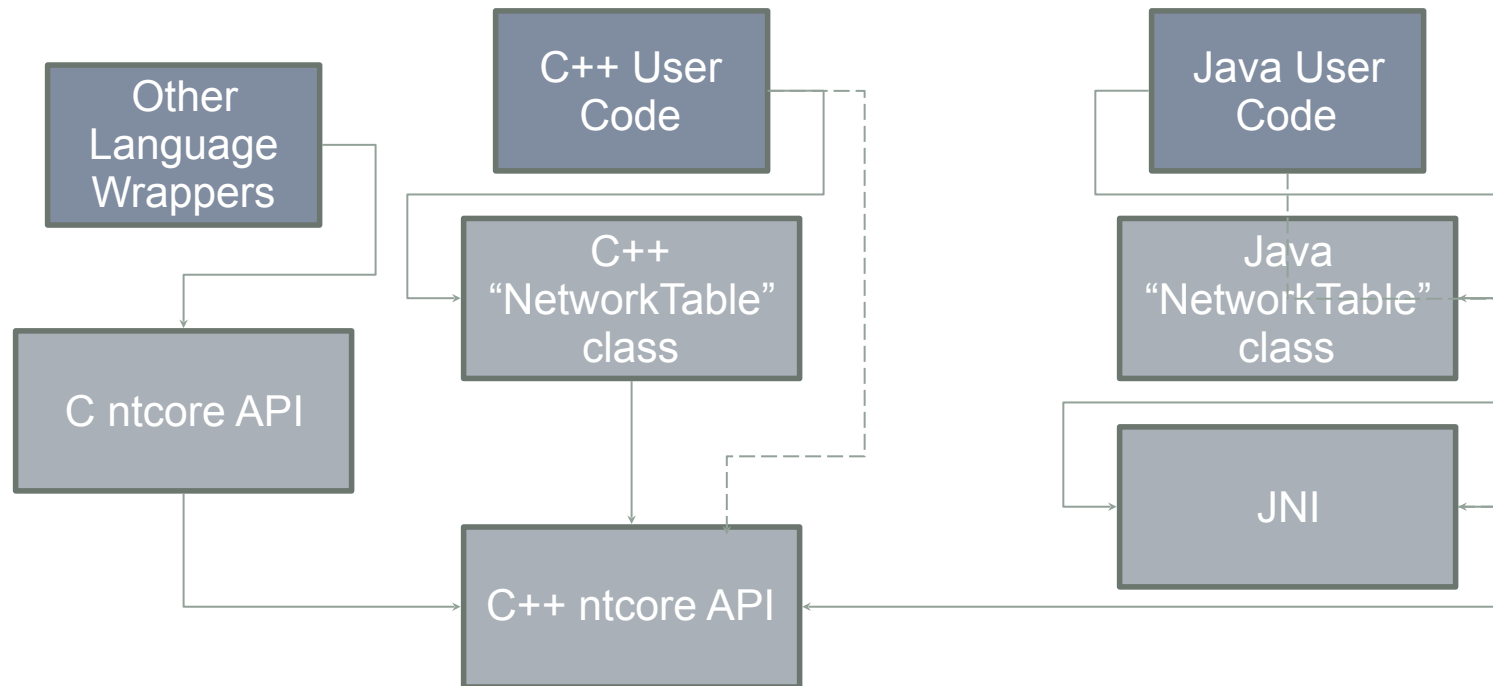 Other
Language
Wrappers
C++ User
Code
Java User
Code
C++
“NetworkTable”
class
Java
“NetworkTable”
class
C ntcore API
JNI
C++ ntcore API